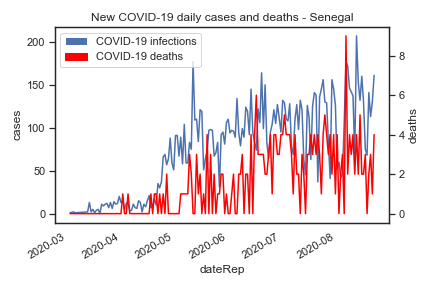 New COVID-19 daily cases and deaths - Senegal
COVID-19 infections
COVID-19 deaths
cases
200
150
100
50
0
deaths
8
6
4
2
0
2020-03
2020-04
2020-05
2020-06
2020-07
2020-08
dateRep